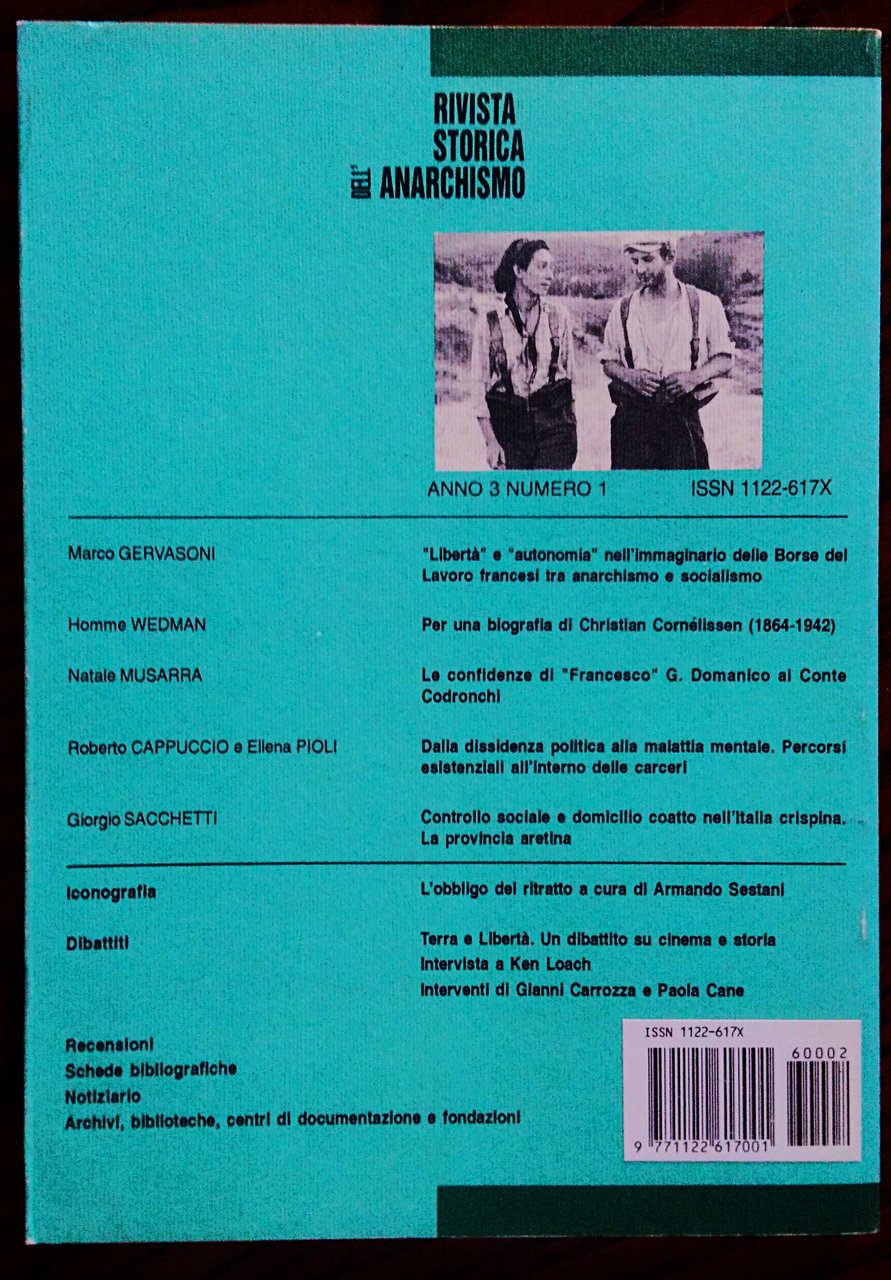 RIVISTA
STORICA
DELL' ANARCHISMO
ANNO 3 NUMERO 1 ISSN 1122-617X
Marco GERVASONI "Libertà" e "autonomia" nell'immaginario delle Borse del
Lavoro francesi tra anarchismo e socialismo
Homme WEDMAN Per una biografia di Christian Cornélissen (1864-1942)
Natale MUSARRA Le confidenze di "Francesco" G. Domanico al Conte
Codronchi
Roberto CAPPUCCIO e Ellena PIOLI Dalla dissidenza politica alla malattia mentale. Percorsi
esistenziali all'interno delle carceri
Giorgio SACCHETTI Controllo sociale e domicilio coatto nell'Italia crispina.
La provincia aretina
Iconografia L'obbligo del ritratto a cura di Armando Sestani
Dibattiti Terra e Libertà. Un dibattito su cinema e storia
Intervista a Ken Loach
Interventi di Gianni Carrozza e Paola Cane
Recensioni
Schede bibliografiche
Notiziario
Archivi, biblioteche, centri di documentazione e fondazioni
ISSN 1122-617X
60002
9 771122 617001